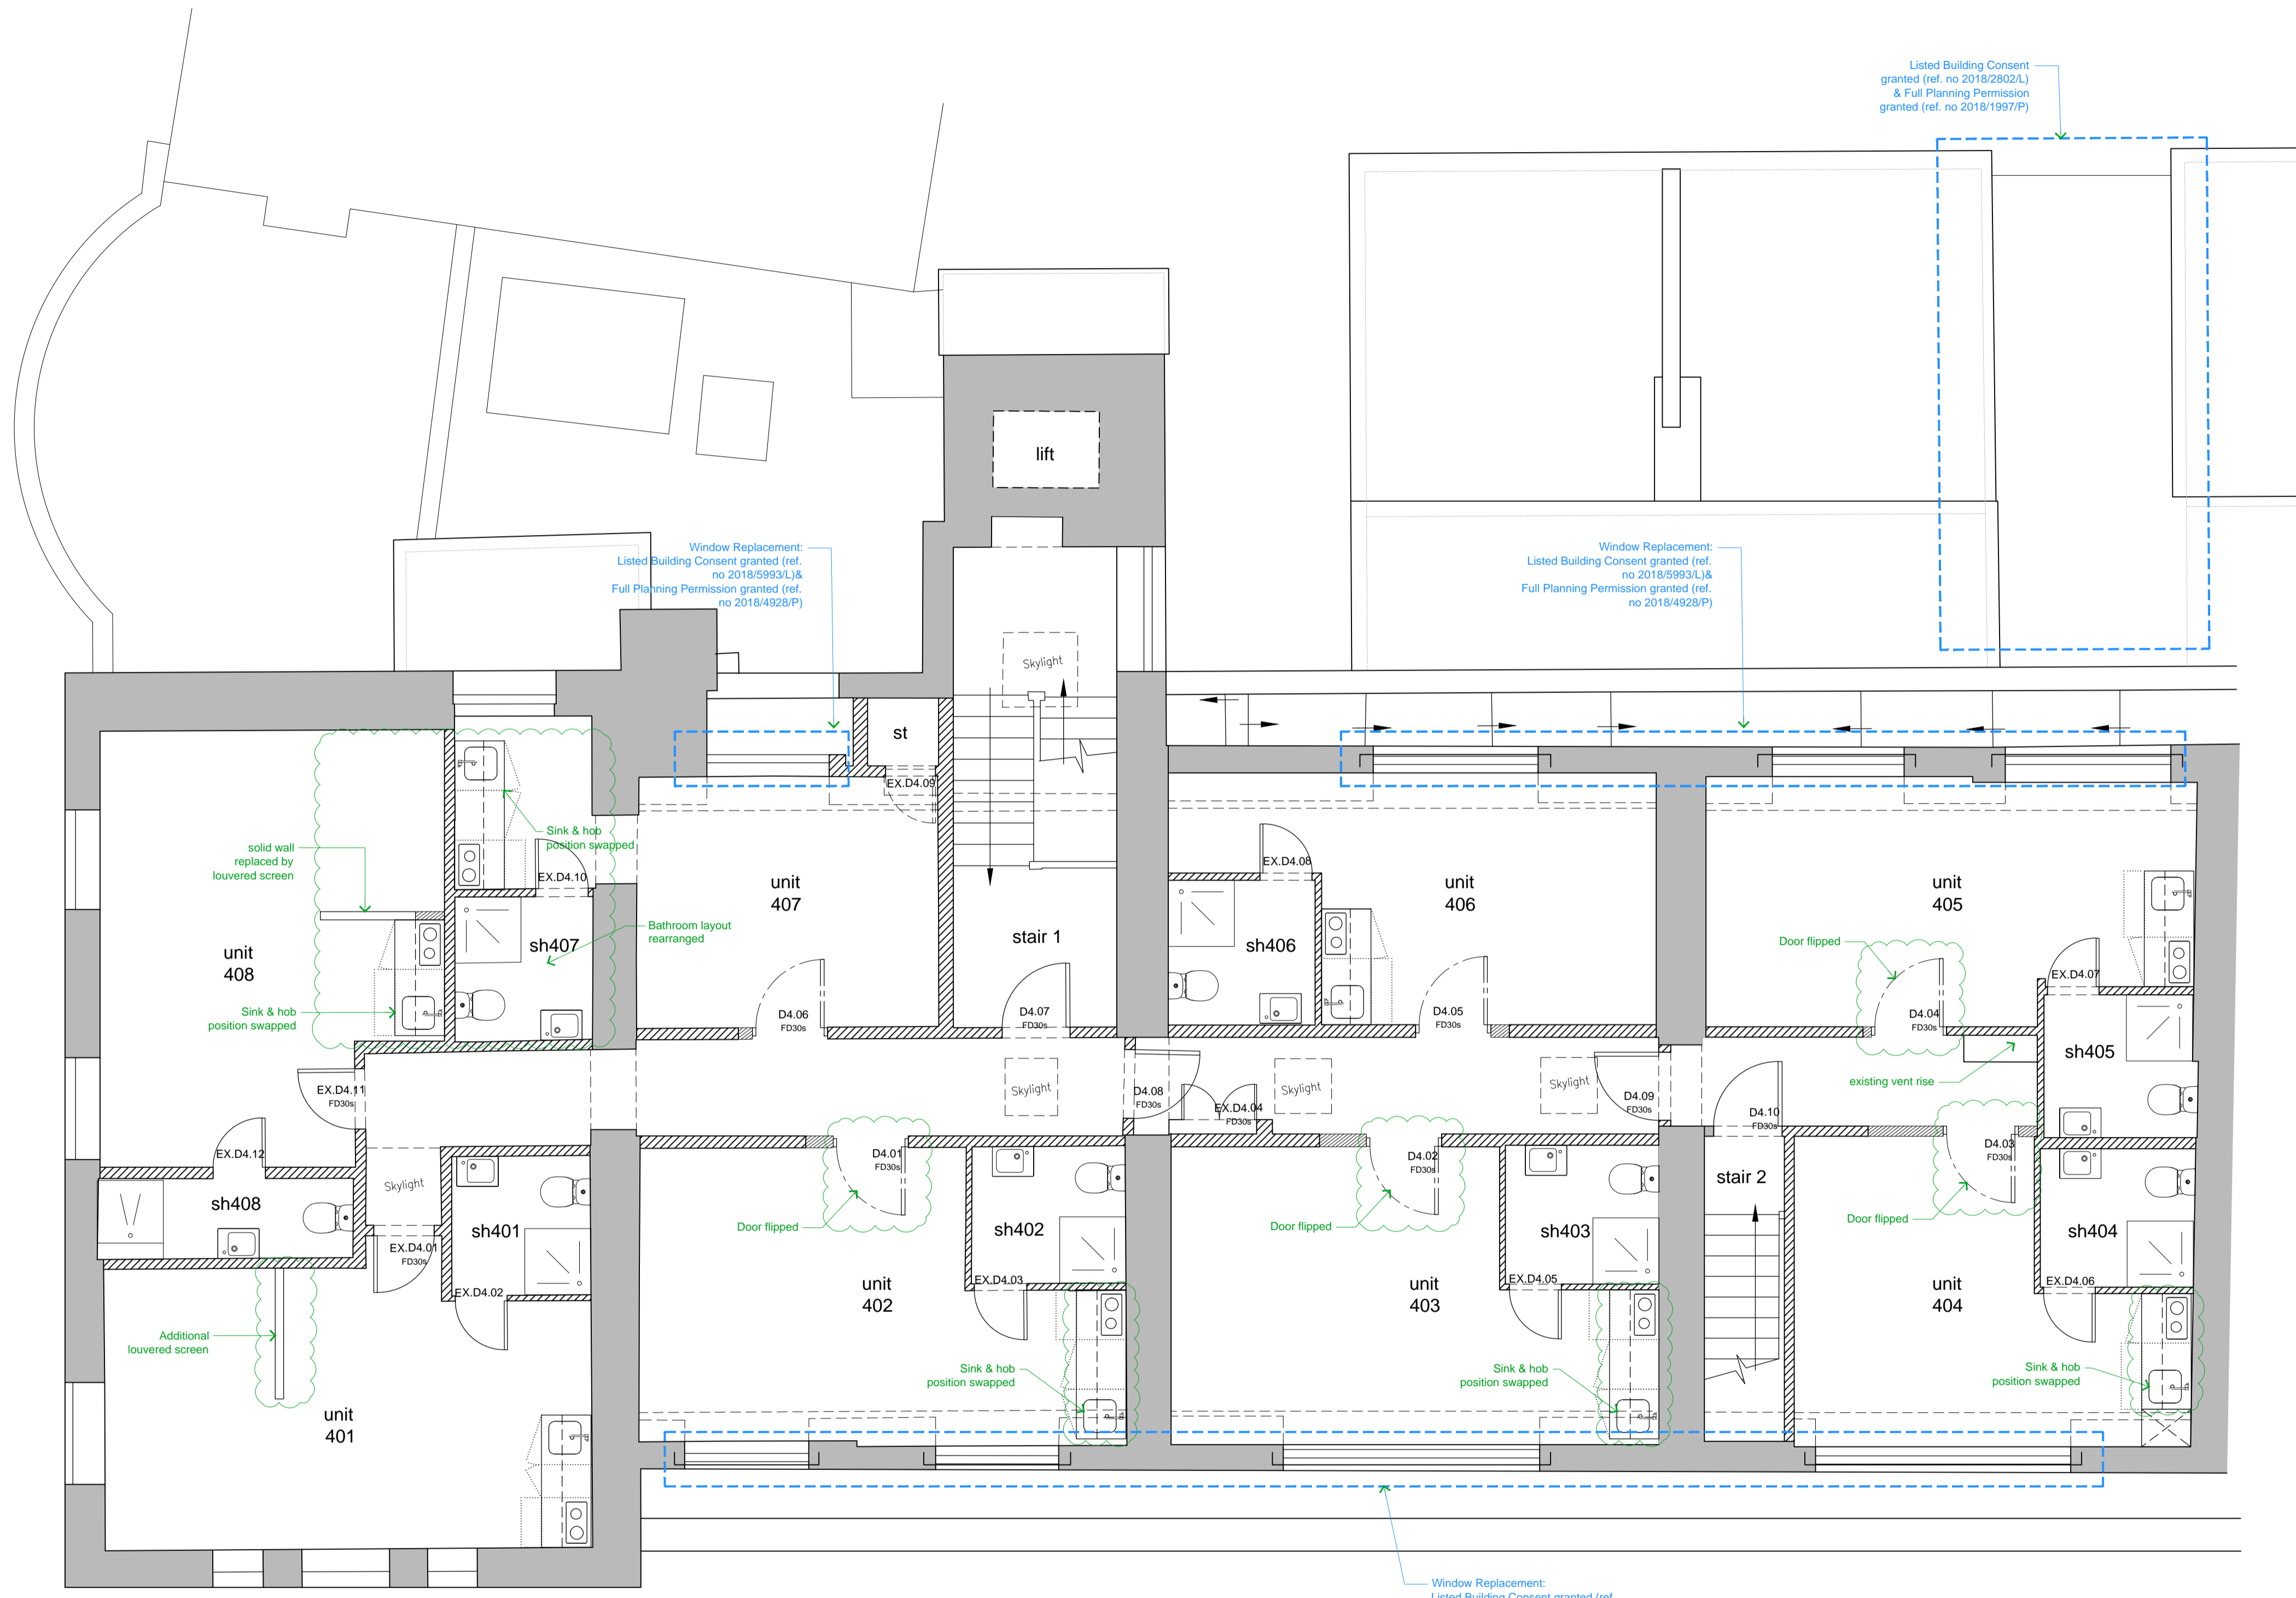 Listed Building Consent
granted (ref. no 2018/2802/L)
& Full Planning Permission
granted (ref. no 2018/1997/P)
lift
Window Replacement:
Listed Building Consent granted (ref.
no 2018/5993/L)&
Full Planning Permission granted (ref.
no 2018/4928/P)
Window Replacement:
Listed Building Consent granted (ref.
no 2018/5993/L)&
Full Planning Permission granted (ref.
no 2018/4928/P)
Skylight
st
EX.D4.09
Sink & hob
position swapped
solid wall
replaced by
louvered screen
EX.D4.10
EX.D4.08
unit
407
unit
406
unit
405
Bathroom layout
rearranged
sh407
unit
408
stair 1
sh406
Door flipped
EX.D4.07
Sink & hob
position swapped
D4.06
FD30s
D4.07
FD30s
D4.05
FD30s
D4.04
FD30s
sh405
existing vent rise
EX.D4.11
FD30s
Skylight
D4.08
FD30s
Skylight
EX.D4.04
FD30s
Skylight
D4.09
FD30s
D4.10
FD30s
EX.D4.12
D4.01
FD30s
D4.02
FD30s
D4.03
FD30s
Skylight
stair 2
sh408
sh401
Door flipped
sh402
Door flipped
sh403
Door flipped
sh404
EX.D4.01
FD30s
EX.D4.02
EX.D4.03
EX.D4.05
EX.D4.06
unit
402
unit
403
unit
404
Additional
louvered screen
Sink & hob
position swapped
Sink & hob
position swapped
Sink & hob
position swapped
unit
401
Window Replacement:
Listed Building Consent granted (ref.